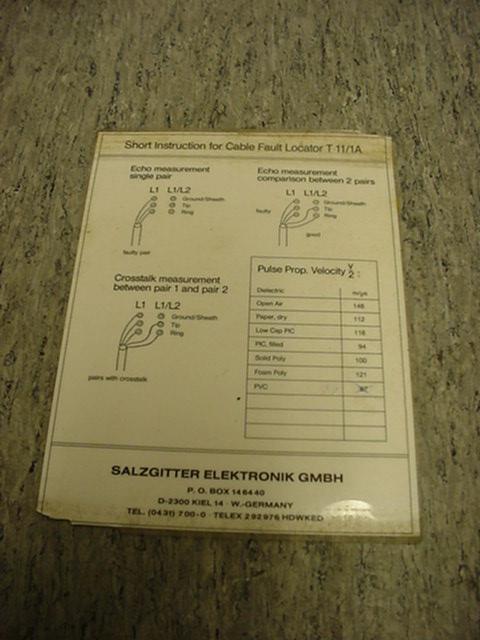 Short Instruction for Cable Fault Locator T 11/1A
Echo measurement
single pair
L1 L1/L2
Ground/Sheath
Tip
Ring
faulty pair
Echo measurement
comparison between 2 pairs
L1 L1/L2
Ground/Sheath
faulty Tip
Ring
good
Crosstalk measurement
between pair 1 and pair 2
L1 L1/L2
Ground/Sheath
Tip
Ring
pairs with crosstalk
Pulse Prop. Velocity V/2 :
Dielectric m/µs
Open Air 148
Paper, dry 112
Low Cap PIC 118
PIC, filled 94
Solid Poly 100
Foam Poly 121
PVC
SALZGITTER ELEKTRONIK GMBH
P. O. BOX 146440
D-2300 KIEL 14 · W.-GERMANY
TEL. (0431) 700-0 · TELEX 292976 HDWKED